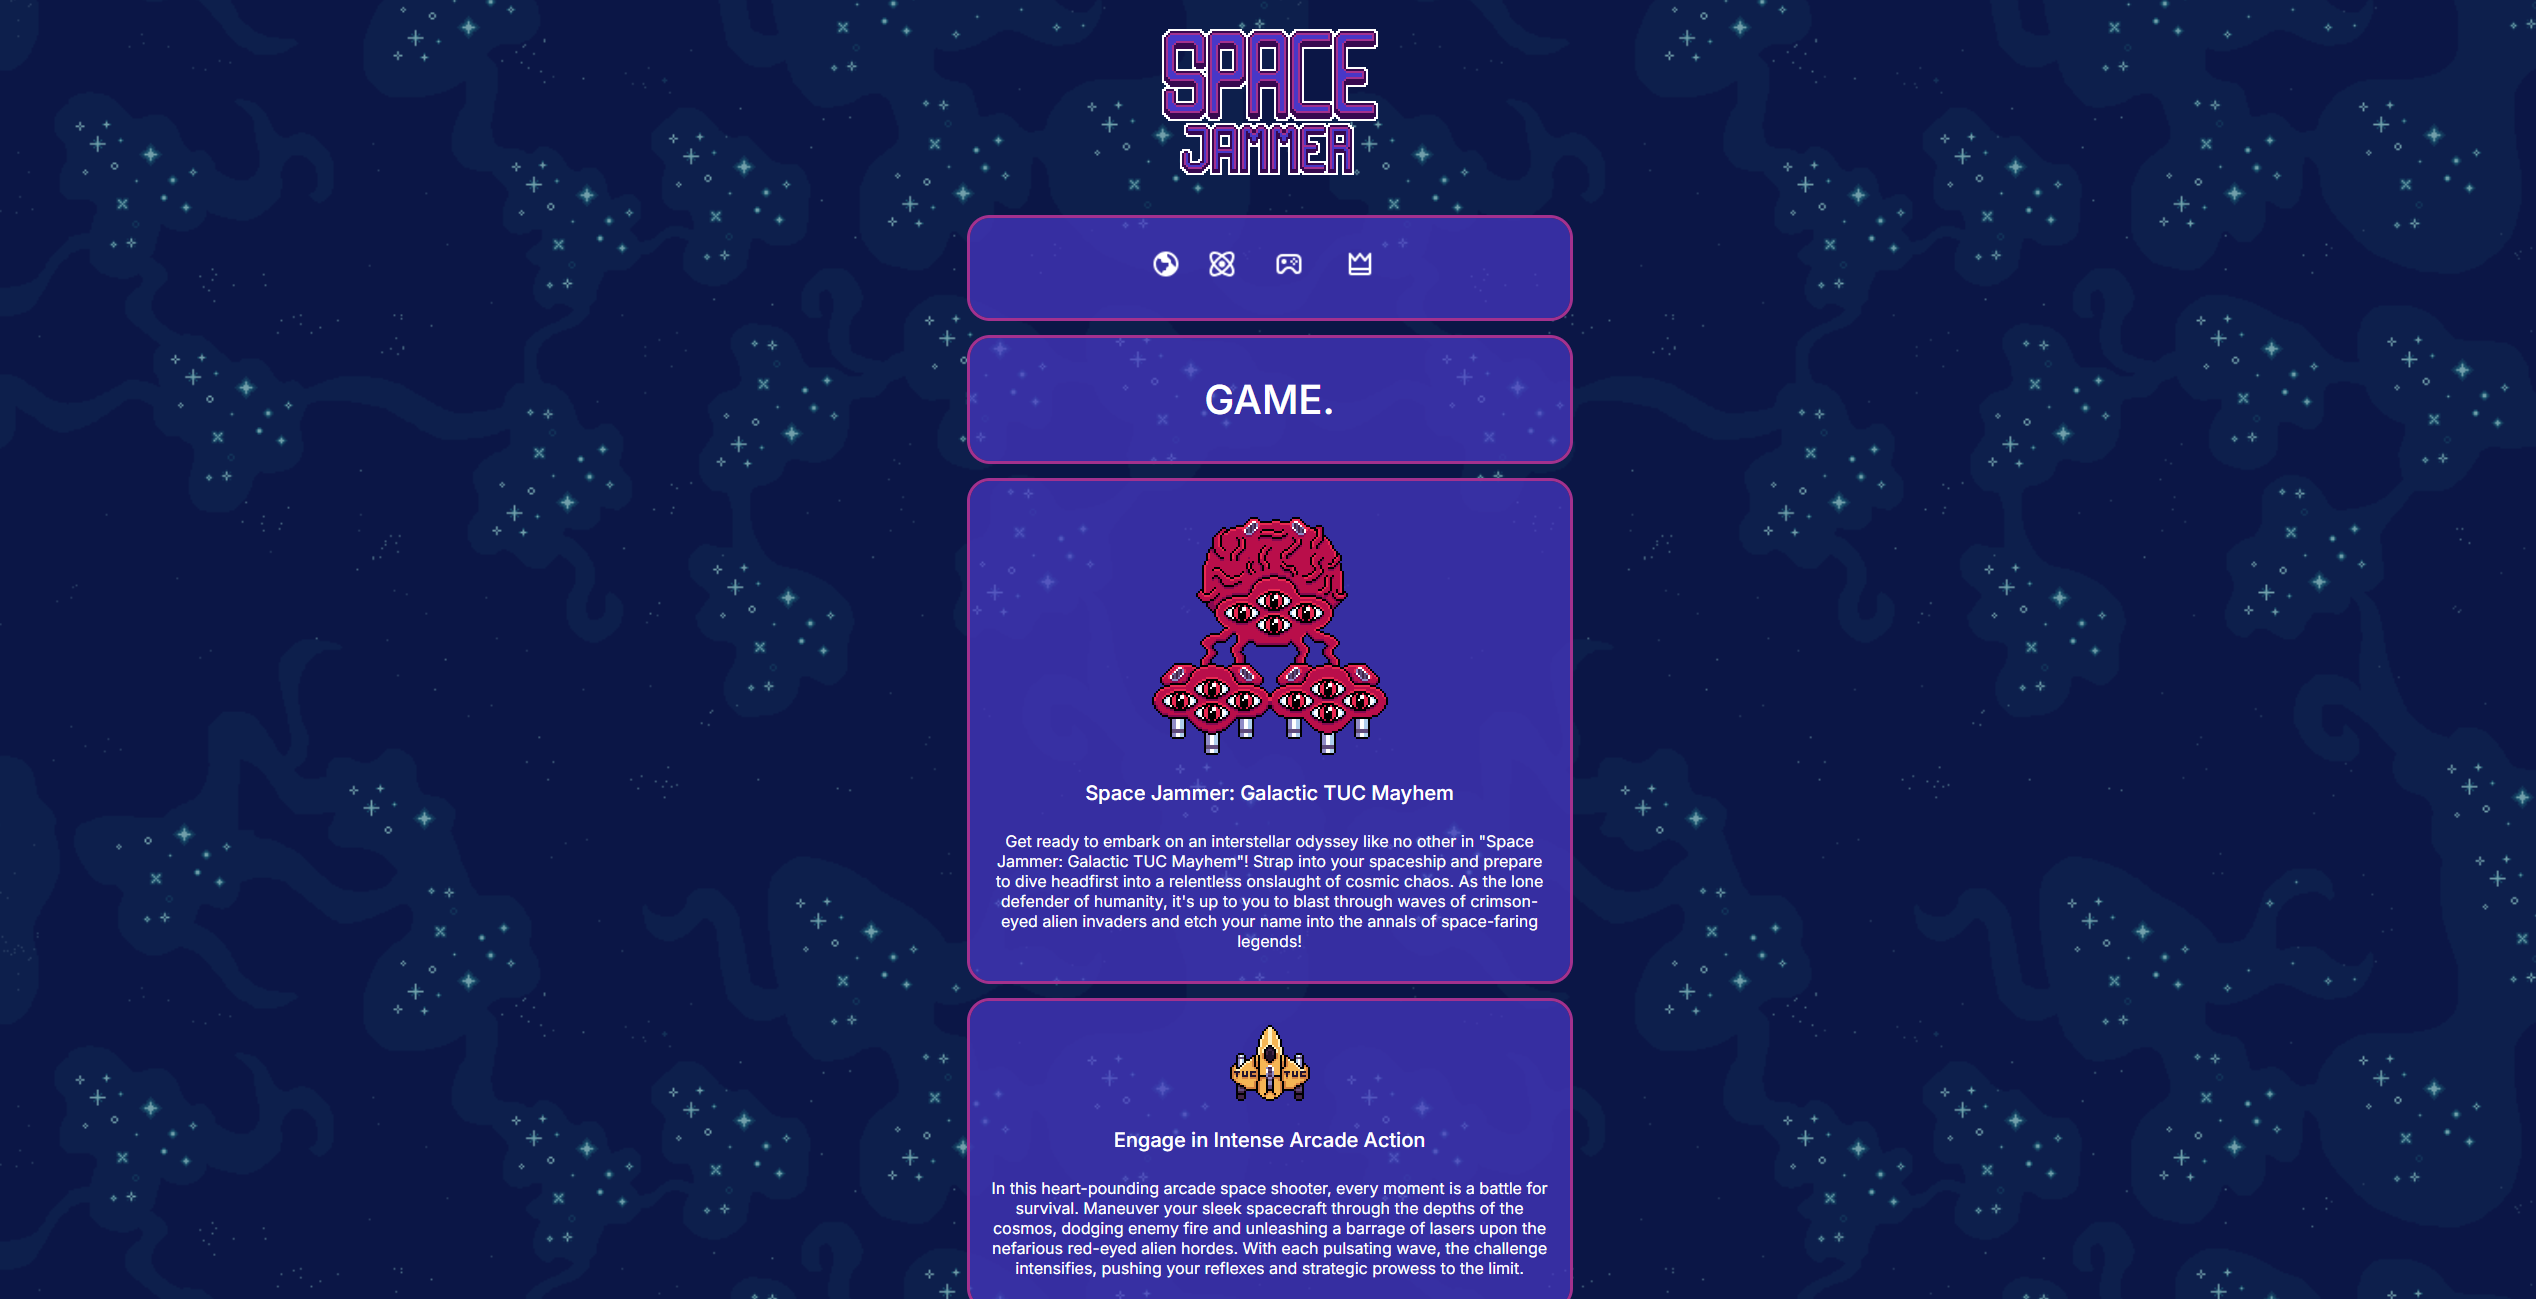 SPACE
JAMMER
GAME.
Space Jammer: Galactic TUC Mayhem
Get ready to embark on an interstellar odyssey like no other in "Space
Jammer: Galactic TUC Mayhem"! Strap into your spaceship and prepare
to dive headfirst into a relentless onslaught of cosmic chaos. As the lone
defender of humanity, it's up to you to blast through waves of crimson-
eyed alien invaders and etch your name into the annals of space-faring
legends!
TUC TUC
Engage in Intense Arcade Action
In this heart-pounding arcade space shooter, every moment is a battle for
survival. Maneuver your sleek spacecraft through the depths of the
cosmos, dodging enemy fire and unleashing a barrage of lasers upon the
nefarious red-eyed alien hordes. With each pulsating wave, the challenge
intensifies, pushing your reflexes and strategic prowess to the limit.